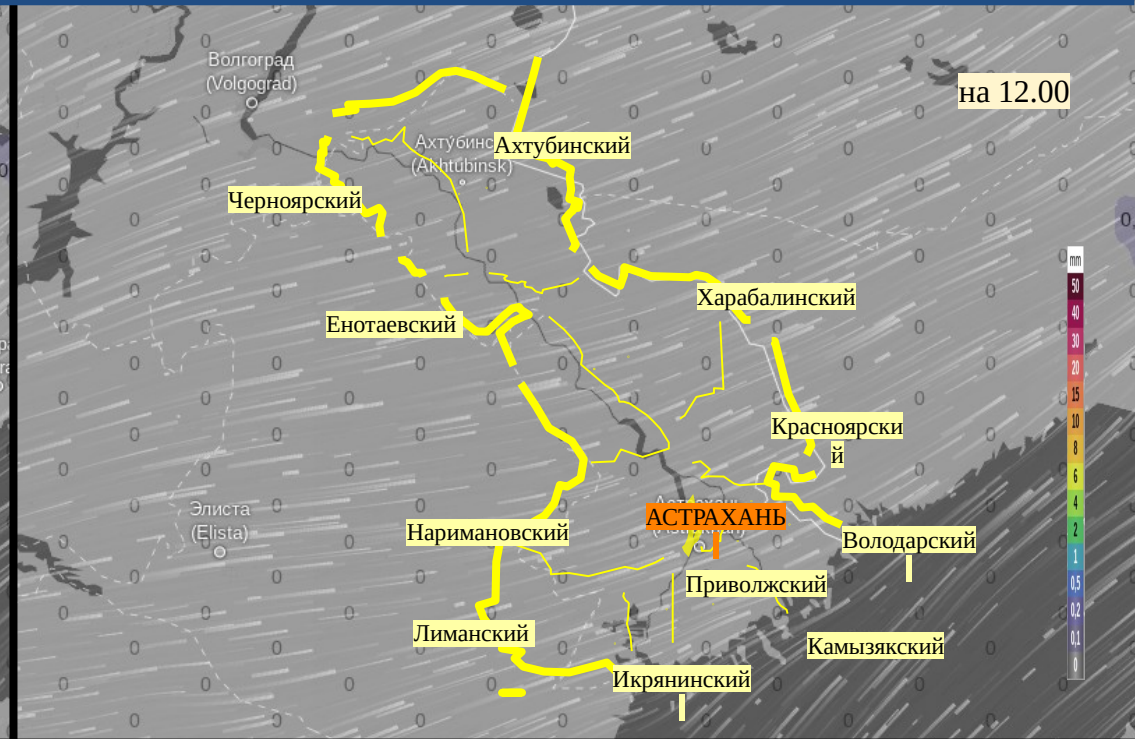 Волгоград
(Volgograd)
на 12.00
Ахтубинский
(Akhtubinsk)
Черноярский
Харабалинский
Енотаевский
Красноярски
й
Элиста
(Elista)
АСТРАХАНЬ
Наримановский
Володарский
Приволжский
Лиманский
Камызякский
Икрянинский
mm
50
40
30
20
15
10
8
6
4
2
1
0,5
0,2
0,1
0